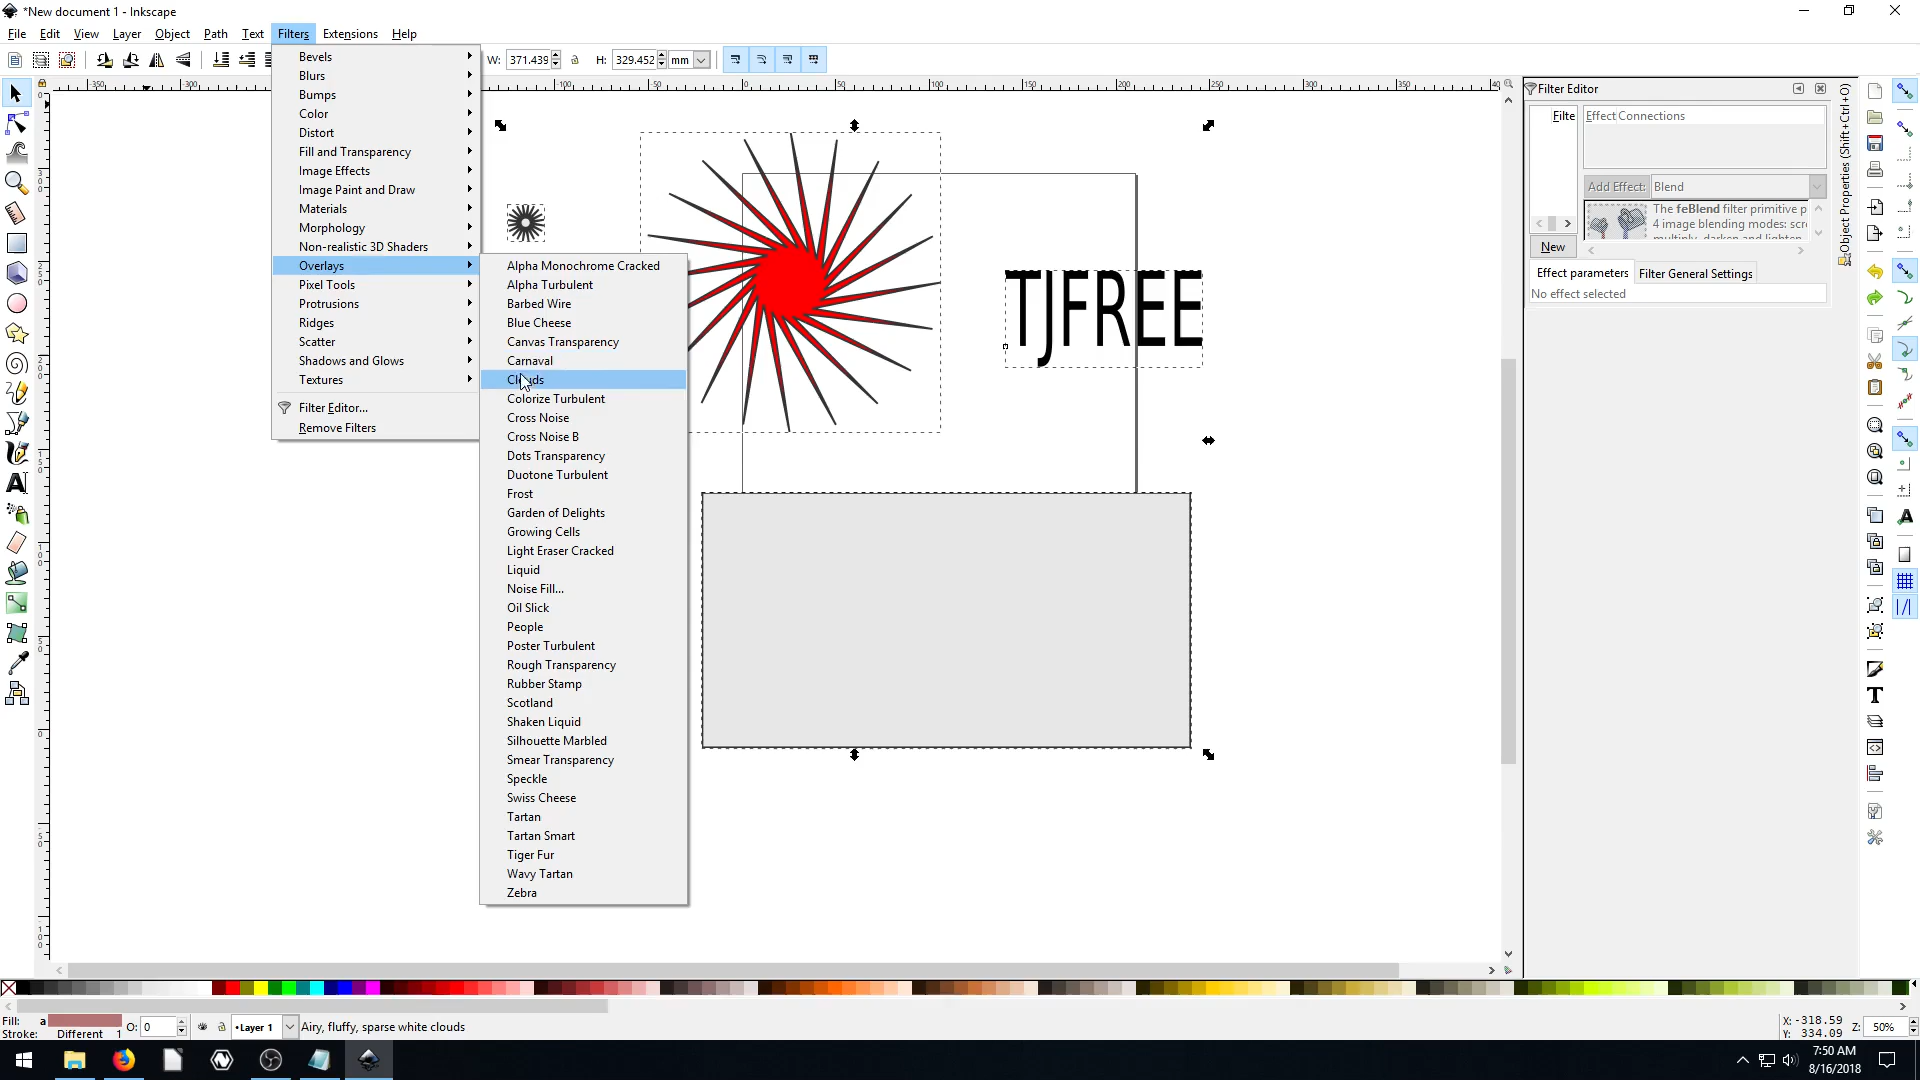 *New document 1 - Inkscape
File Edit View Layer Object Path Text Filters Extensions Help
W: 371.439 H: 329.452 mm
Bevels
Blurs
Bumps
Color
Distort
Fill and Transparency
Image Effects
Image Paint and Draw
Materials
Morphology
Non-realistic 3D Shaders
Overlays
Pixel Tools
Protrusions
Ridges
Scatter
Shadows and Glows
Textures
Filter Editor...
Remove Filters
Alpha Monochrome Cracked
Alpha Turbulent
Barbed Wire
Blue Cheese
Canvas Transparency
Carnaval
Clouds
Colorize Turbulent
Cross Noise
Cross Noise B
Dots Transparency
Duotone Turbulent
Frost
Garden of Delights
Growing Cells
Light Eraser Cracked
Liquid
Noise Fill...
Oil Slick
People
Poster Turbulent
Rough Transparency
Rubber Stamp
Scotland
Shaken Liquid
Silhouette Marbled
Smear Transparency
Speckle
Swiss Cheese
Tartan
Tartan Smart
Tiger Fur
Wavy Tartan
Zebra
TJFREE
Filter Editor
Filte
Effect Connections
Add Effect: Blend
The feBlend filter primitive p
4 image blending modes: scre
New
Effect parameters Filter General Settings
No effect selected
Object Properties (Shift+Ctrl+O)
Fill: a
Stroke: Different 1
O: 0
•Layer 1
Airy, fluffy, sparse white clouds
X: -318.59
Y: 334.09
Z: 50%
7:50 AM
8/16/2018